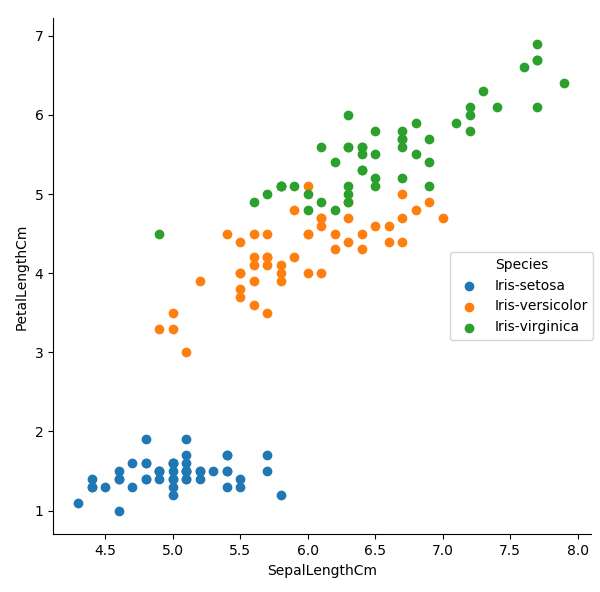 7
6
5
4
3
2
1
PetalLengthCm
Species
Iris-setosa
Iris-versicolor
Iris-virginica
4.5 5.0 5.5 6.0 6.5 7.0 7.5 8.0
SepalLengthCm